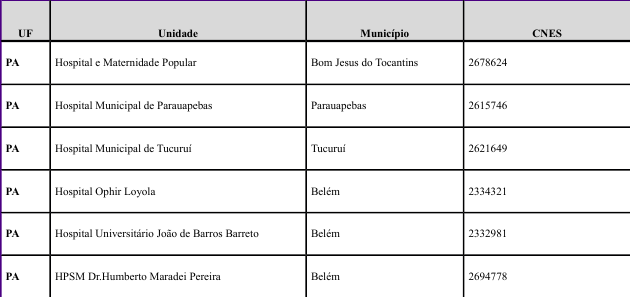 UF Unidade Município CNES
PA Hospital e Maternidade Popular Bom Jesus do Tocantins 2678624
PA Hospital Municipal de Parauapebas Parauapebas 2615746
PA Hospital Municipal de Tucuruí Tucuruí 2621649
PA Hospital Ophir Loyola Belém 2334321
PA Hospital Universitário João de Barros Barreto Belém 2332981
PA HPSM Dr.Humberto Maradei Pereira Belém 2694778